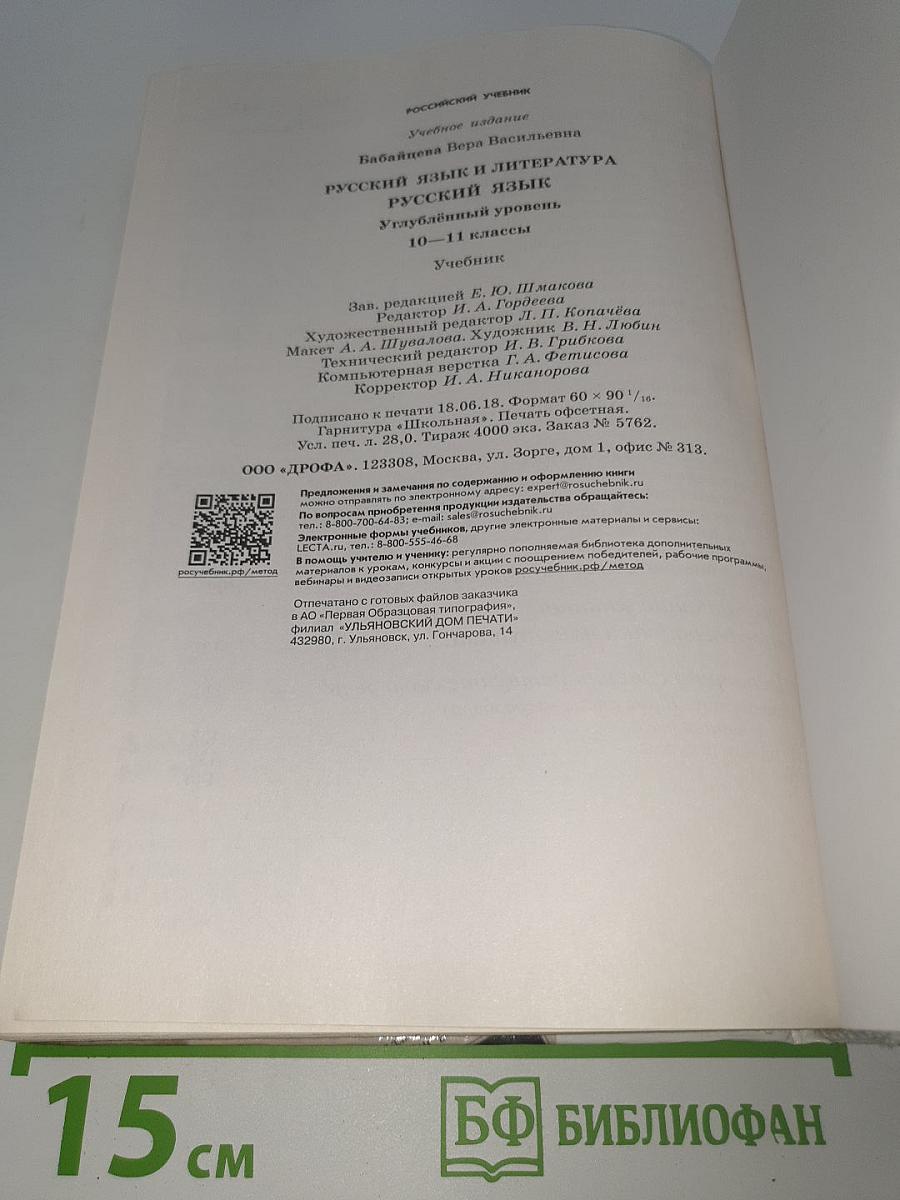 РОССИЙСКИЙ УЧЕБНИК
Учебное издание
Бабайцева Вера Васильевна
РУССКИЙ ЯЗЫК И ЛИТЕРАТУРА
РУССКИЙ ЯЗЫК
Углублённый уровень
10—11 классы
Учебник
Зав. редакцией Е. Ю. Шмакова
Редактор И. А. Гордеева
Художественный редактор Л. П. Копачёва
Макет А. А. Шувалова. Художник В. Н. Любин
Технический редактор И. В. Грибкова
Компьютерная верстка Г. А. Фетисова
Корректор И. А. Никанорова
Подписано к печати 18.06.18. Формат 60 × 90 1/16.
Гарнитура «Школьная». Печать офсетная.
Усл. печ. л. 28,0. Тираж 4000 экз. Заказ № 5762.
ООО «ДРОФА». 123308, Москва, ул. Зорге, дом 1, офис № 313.
Предложения и замечания по содержанию и оформлению книги
можно отправлять по электронному адресу: expert@rosuchebnik.ru
По вопросам приобретения продукции издательства обращайтесь:
тел.: 8-800-700-64-83; e-mail: sales@rosuchebnik.ru
Электронные формы учебников, другие электронные материалы и сервисы:
LECTA.ru, тел.: 8-800-555-46-68
В помощь учителю и ученику: регулярно пополняемая библиотека дополнительных
материалов к урокам, конкурсы и акции с поощрением победителей, рабочие программы,
вебинары и видеозаписи открытых уроков росучебник.рф/метод
росучебник.рф/метод
Отпечатано с готовых файлов заказчика
в АО «Первая Образцовая типография»,
филиал «УЛЬЯНОВСКИЙ ДОМ ПЕЧАТИ»
432980, г. Ульяновск, ул. Гончарова, 14
15 см
БФ БИБЛИОФАН